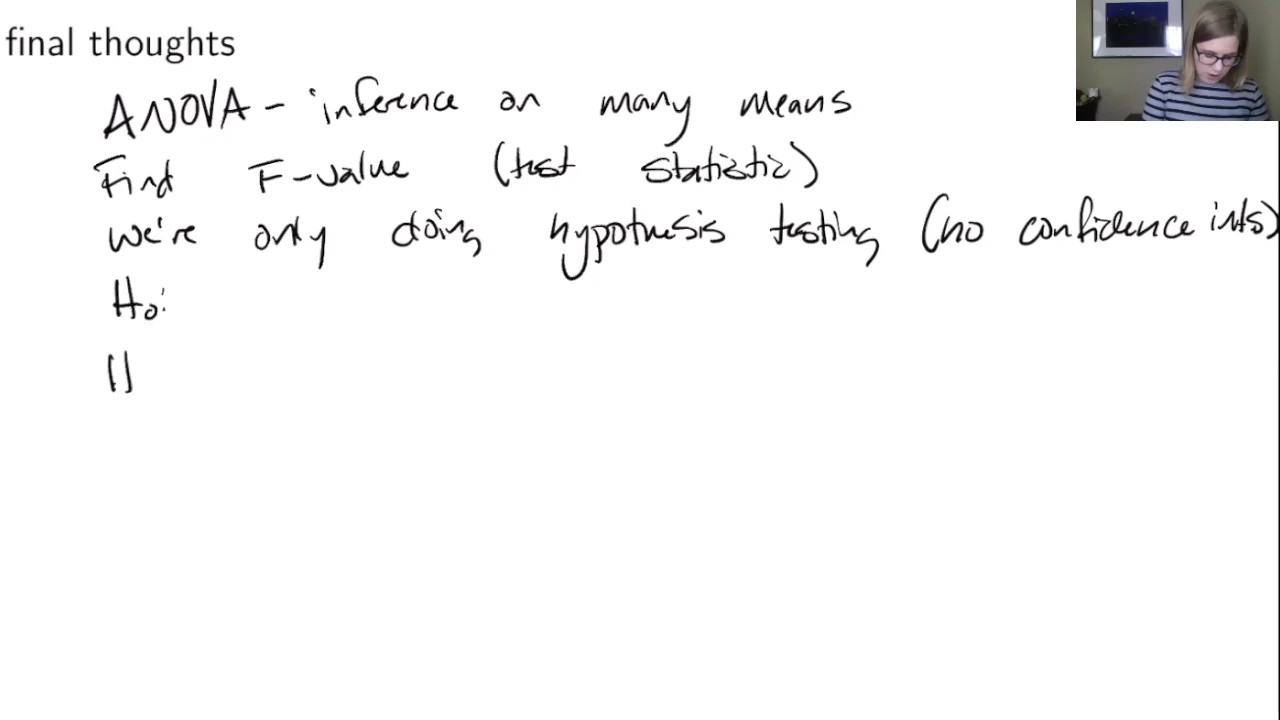 final thoughts
ANOVA - inference on many means
Find F-value (test statistic)
we're only doing hypothesis testing (no confidence ints)
H₀: